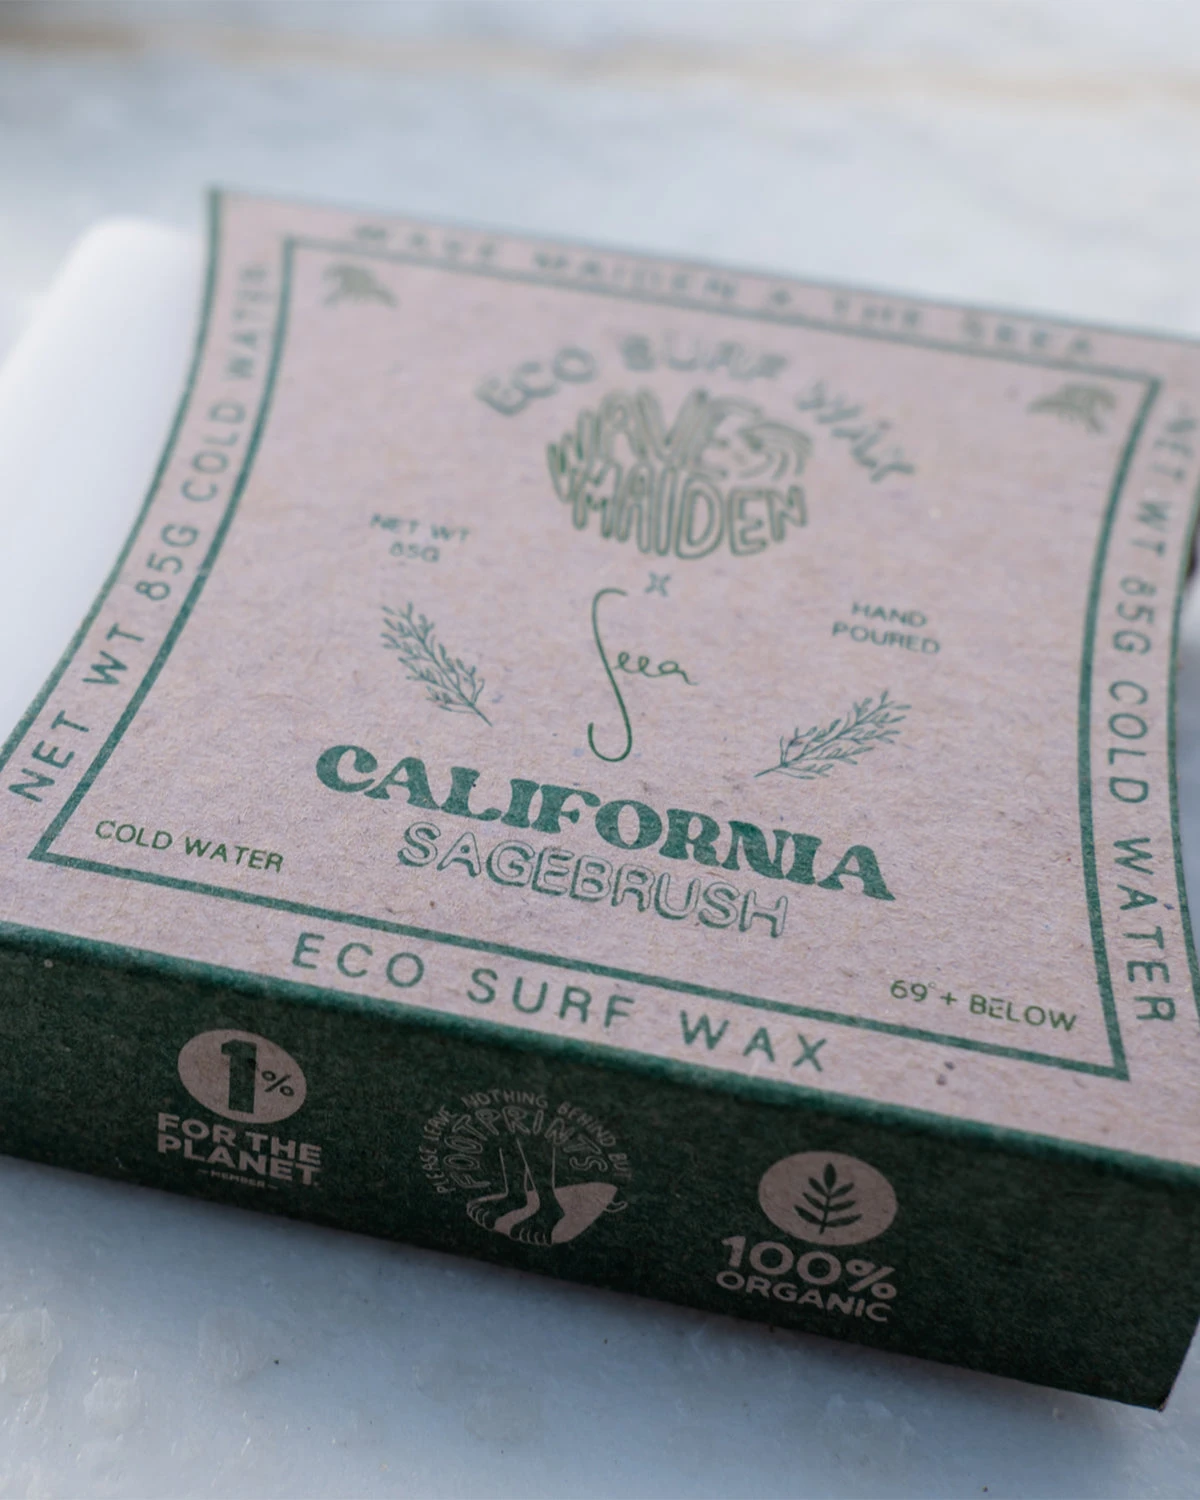 WAVE MAIDEN & THE SEEA
NET WT 85G COLD WATER
ECO SURF WAX
WAVE
MAIDEN
NET WT
85G
X
Seea
HAND
POURED
CALIFORNIA
SAGEBRUSH
COLD WATER
69°+ BELOW
NET WT 85G COLD WATER
ECO SURF WAX
1%
FOR THE
PLANET
MEMBER
PLEASE LEAVE NOTHING BEHIND BUT
FOOTPRINTS
100%
ORGANIC